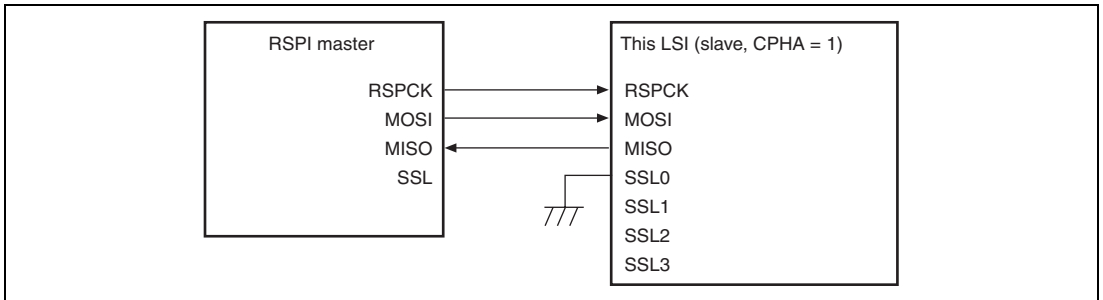 RSPI master
RSPCK
MOSI
MISO
SSL
This LSI (slave, CPHA = 1)
RSPCK
MOSI
MISO
SSL0
SSL1
SSL2
SSL3